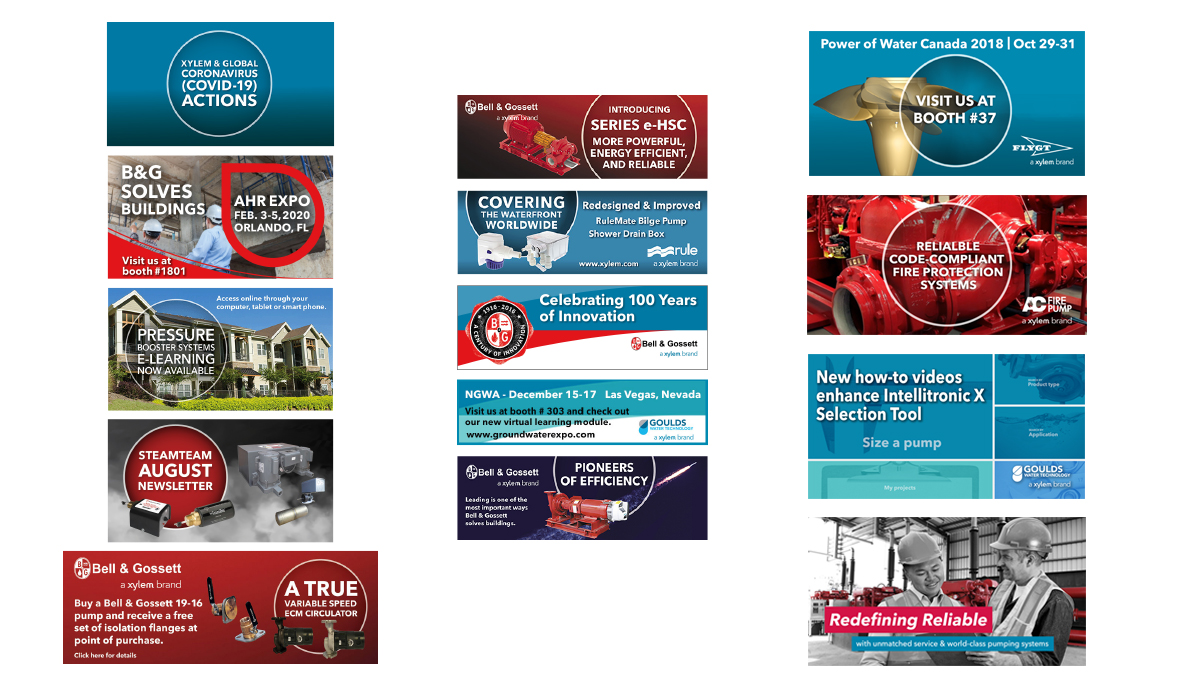 XYLEM & GLOBAL
CORONAVIRUS
(COVID-19)
ACTIONS
B&G
SOLVES
BUILDINGS
AHR EXPO
FEB. 3-5, 2020
ORLANDO, FL
Visit us at
booth #1801
Access online through your
computer, tablet or smart phone.
PRESSURE
BOOSTER SYSTEMS
E-LEARNING
NOW AVAILABLE
STEAMTEAM
AUGUST
NEWSLETTER
B
G
Bell & Gossett
a xylem brand
Buy a Bell & Gossett 19-16
pump and receive a free
set of isolation flanges at
point of purchase.
Click here for details
A TRUE
VARIABLE SPEED
ECM CIRCULATOR
Bell & Gossett
a xylem brand
INTRODUCING
SERIES e-HSC
MORE POWERFUL,
ENERGY EFFICIENT,
AND RELIABLE
COVERING
THE WATERFRONT
WORLDWIDE
Redesigned & Improved
RuleMate Bilge Pump
Shower Drain Box
www.xylem.com
rule
a xylem brand
1916 - 2016
B
G
A CENTURY OF INNOVATION
Celebrating 100 Years
of Innovation
Bell & Gossett
a xylem brand
NGWA - December 15-17 Las Vegas, Nevada
Visit us at booth # 303 and check out
our new virtual learning module.
www.groundwaterexpo.com
GOULDS
WATER TECHNOLOGY
a xylem brand
Bell & Gossett
a xylem brand
Leading is one of the
most important ways
Bell & Gossett
solves buildings.
PIONEERS
OF EFFICIENCY
Power of Water Canada 2018 | Oct 29-31
VISIT US AT
BOOTH #37
FLYGT
a xylem brand
RELIALBLE
CODE-COMPLIANT
FIRE PROTECTION
SYSTEMS
AC FIRE
PUMP
a xylem brand
New how-to videos
enhance Intellitronic X
Selection Tool
Size a pump
Product type
Application
My projects
GOULDS
WATER TECHNOLOGY
a xylem brand
Redefining Reliable
with unmatched service & world-class pumping systems